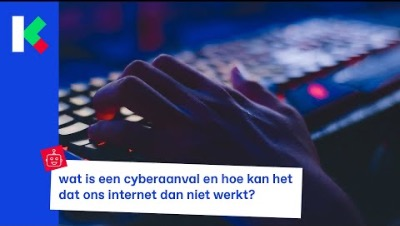 wat is een cyberaanval en hoe kan het
dat ons internet dan niet werkt?